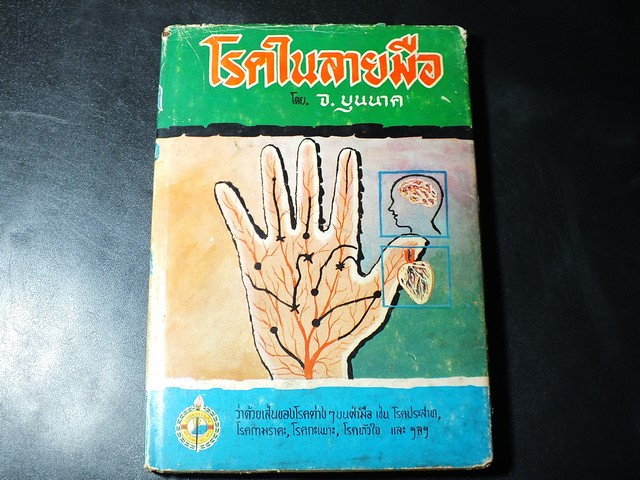 โรคในลายมือ
โดย. จ. บุนนาค
ว่าด้วยเส้นของโรคต่าง ๆ บนฝ่ามือ เช่น โรคประสาท,
โรคกามราคะ, โรคกะเพาะ, โรคหัวใจ และ ฯลฯ